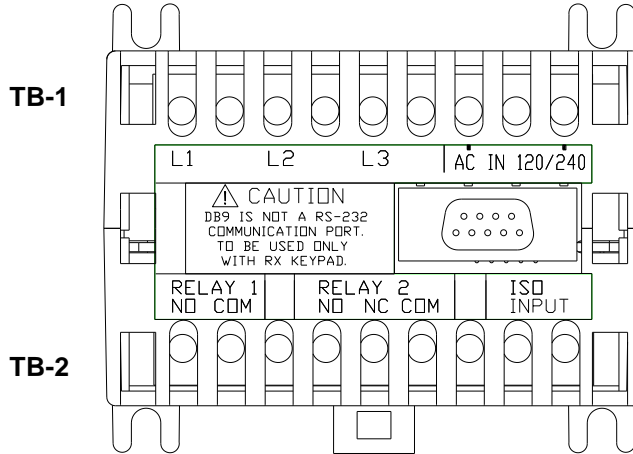 TB-1
L1 L2 L3 AC IN 120/240
⚠ CAUTION
DB9 IS NOT A RS-232
COMMUNICATION PORT.
TO BE USED ONLY
WITH RX KEYPAD.
RELAY 1 RELAY 2 ISO
NO COM NO NC COM INPUT
TB-2